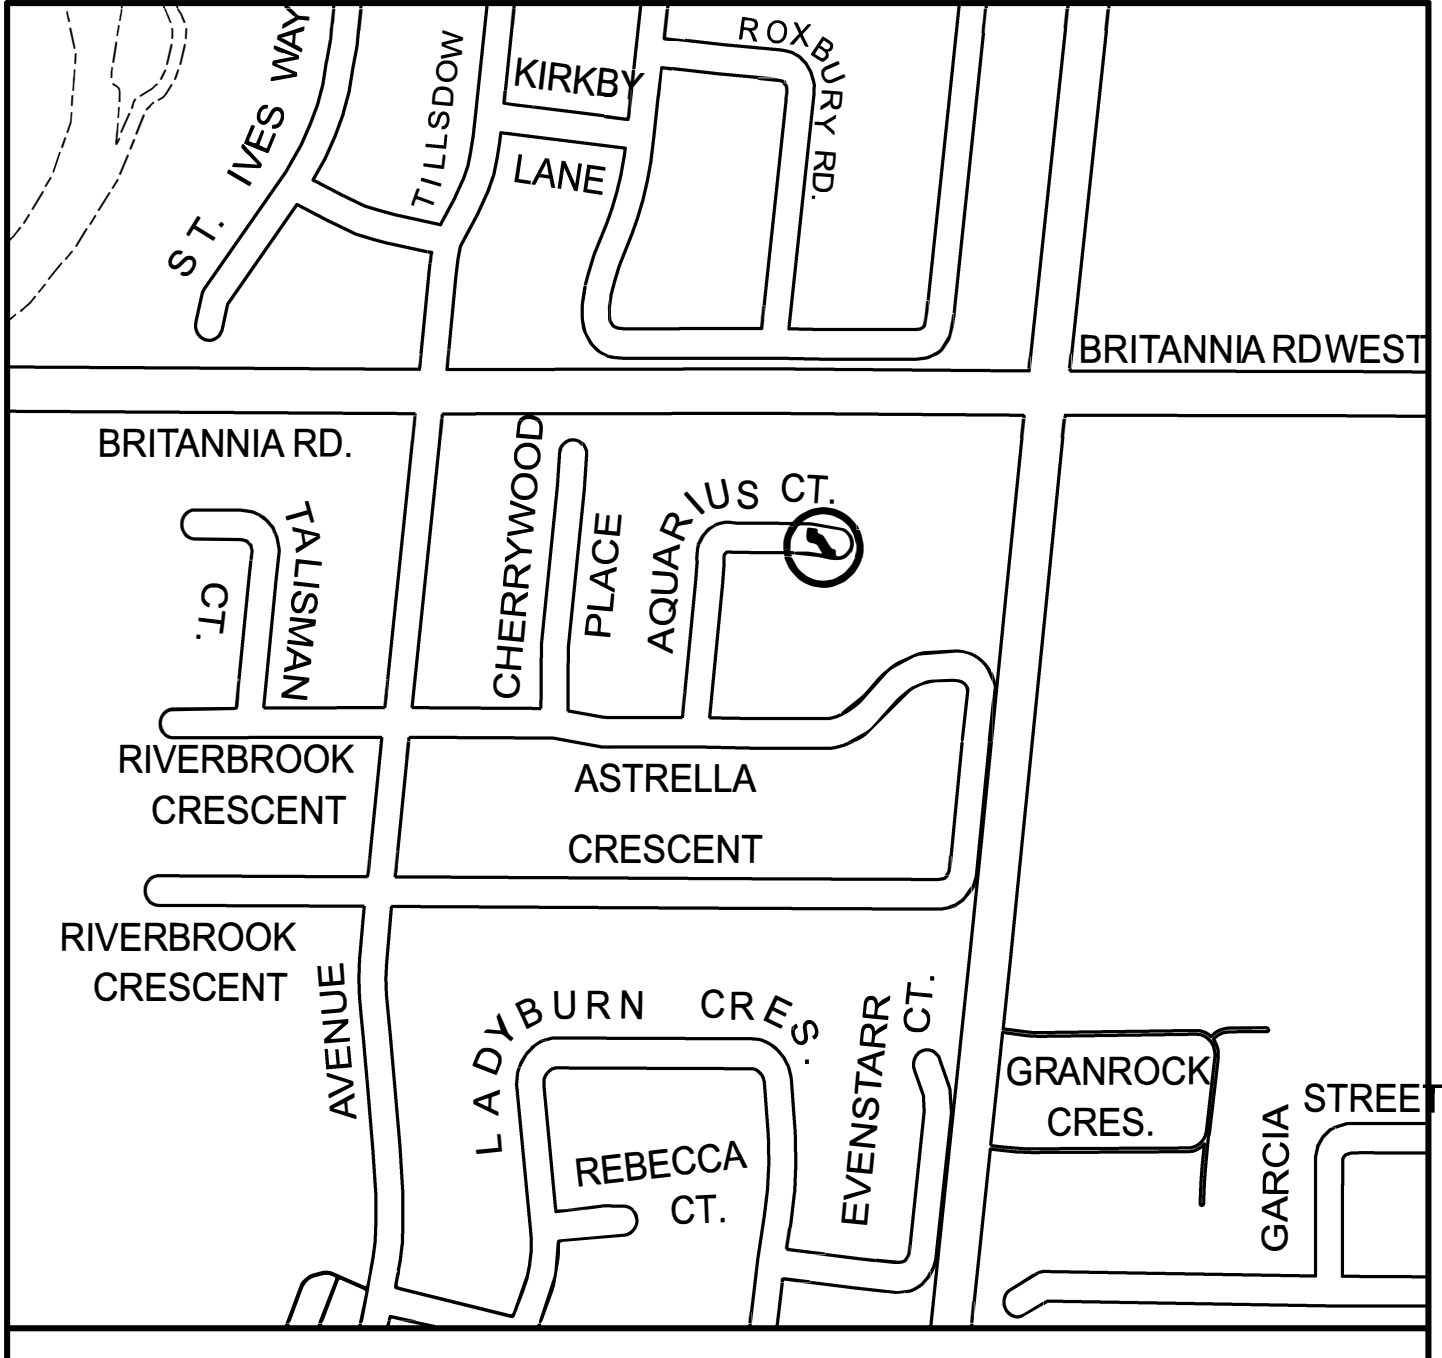 ROXBURY RD.
ST. IVES WAY
TILLSDOW
KIRKBY
LANE
BRITANNIA RD WEST
BRITANNIA RD.
TALISMAN
CT.
CHERRYWOOD
PLACE
AQUARIUS CT.
RIVERBROOK
CRESCENT
ASTRELLA
CRESCENT
RIVERBROOK
CRESCENT
AVENUE
LADYBURN CRES.
EVENSTARR
CT.
REBECCA
CT.
GRANROCK
CRES.
GARCIA
STREET